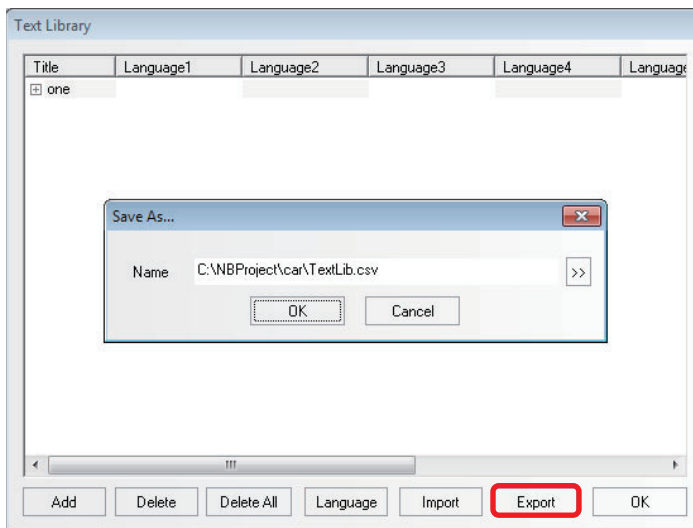 Text Library
Title Language1 Language2 Language3 Language4 Language
one
Save As...
Name C:\NBProject\car\TextLib.csv >>
OK Cancel
Add Delete Delete All Language Import Export OK